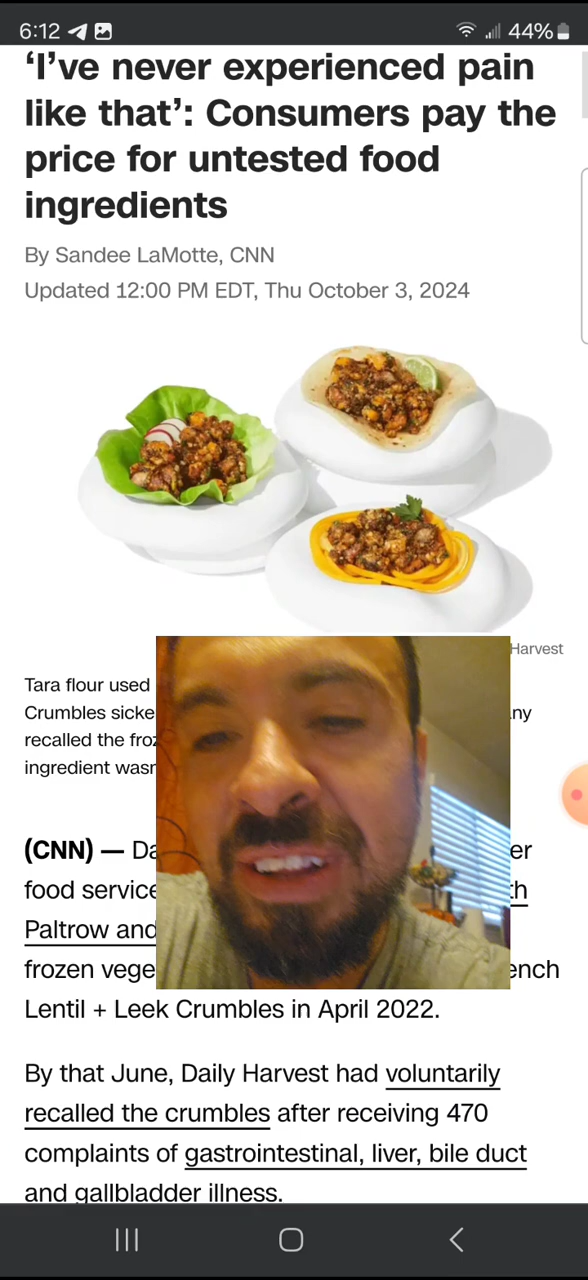 6:12
44%
‘I’ve never experienced pain
like that’: Consumers pay the
price for untested food
ingredients
By Sandee LaMotte, CNN
Updated 12:00 PM EDT, Thu October 3, 2024
Harvest
Tara flour used
Crumbles sicke ny
recalled the froz
ingredient wasn
(CNN) — Da er
food service th
Paltrow and
frozen vege ench
Lentil + Leek Crumbles in April 2022.
By that June, Daily Harvest had voluntarily
recalled the crumbles after receiving 470
complaints of gastrointestinal, liver, bile duct
and gallbladder illness.